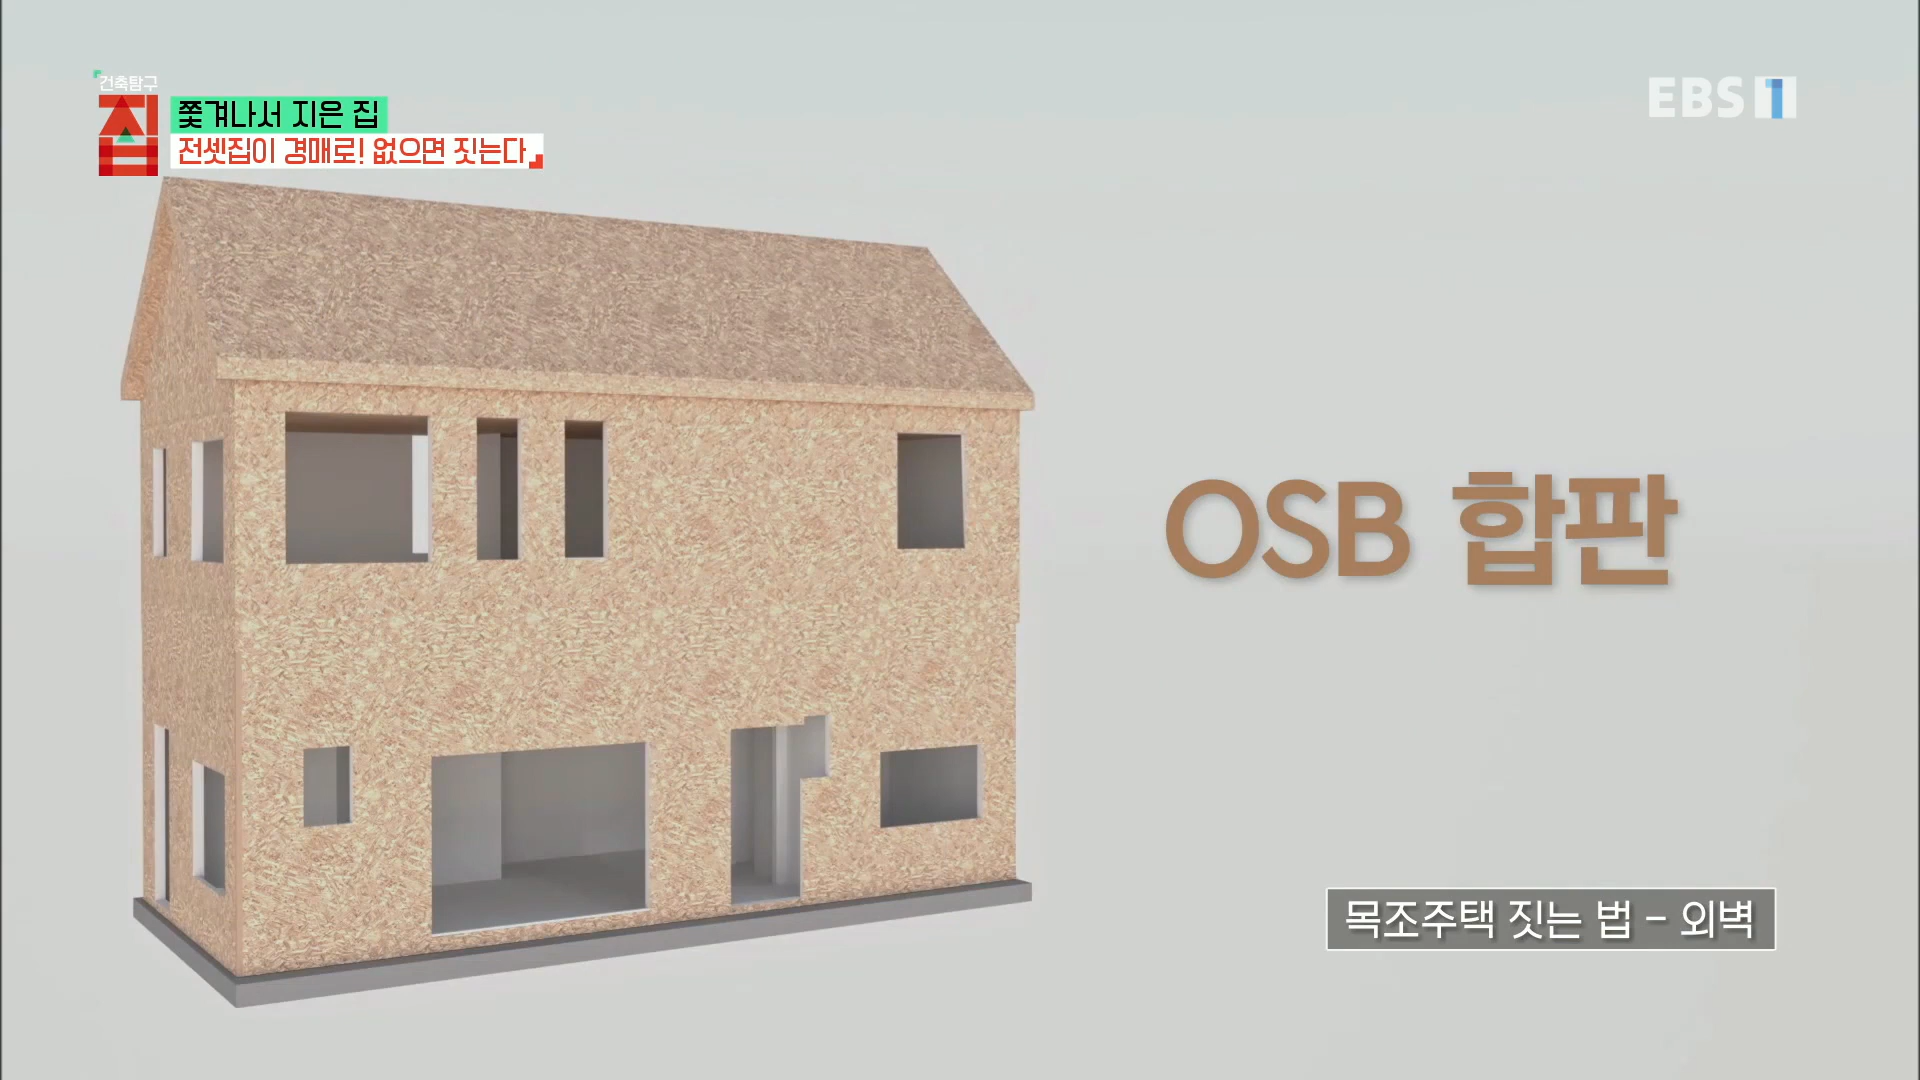 건축탐구
집
쫓겨나서 지은 집
전셋집이 경매로! 없으면 짓는다
EBS 1
OSB 합판
목조주택 짓는 법 – 외벽